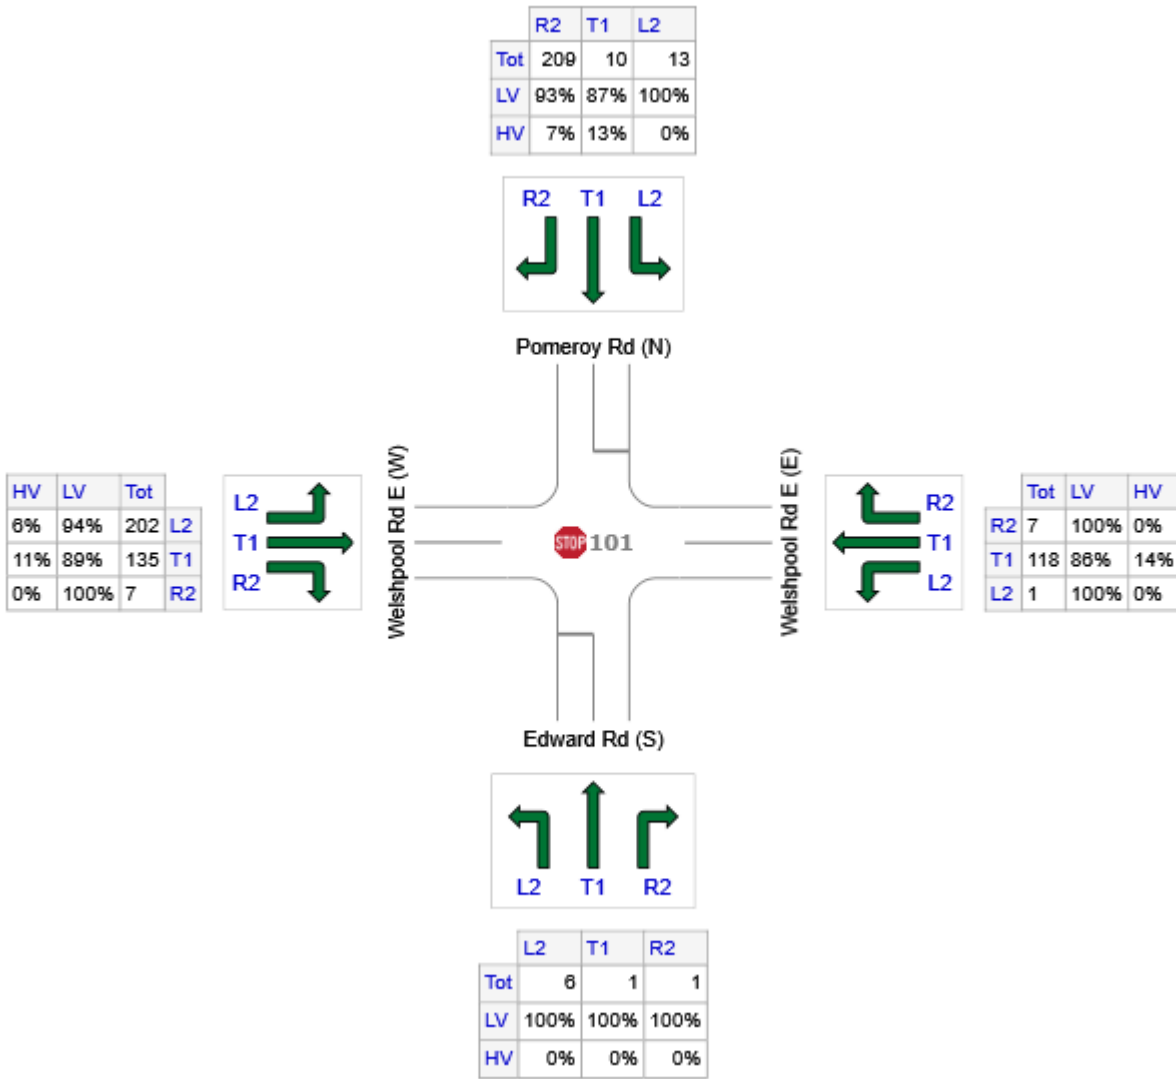 R2 T1 L2
Tot 209 10 13
LV 93% 87% 100%
HV 7% 13% 0%
R2 T1 L2
Pomeroy Rd (N)
HV LV Tot
6% 94% 202 L2
11% 89% 135 T1
0% 100% 7 R2
L2
T1
R2
Welshpool Rd E (W)
STOP 101
Welshpool Rd E (E)
R2
T1
L2
Tot LV HV
R2 7 100% 0%
T1 118 86% 14%
L2 1 100% 0%
Edward Rd (S)
L2 T1 R2
L2 T1 R2
Tot 6 1 1
LV 100% 100% 100%
HV 0% 0% 0%